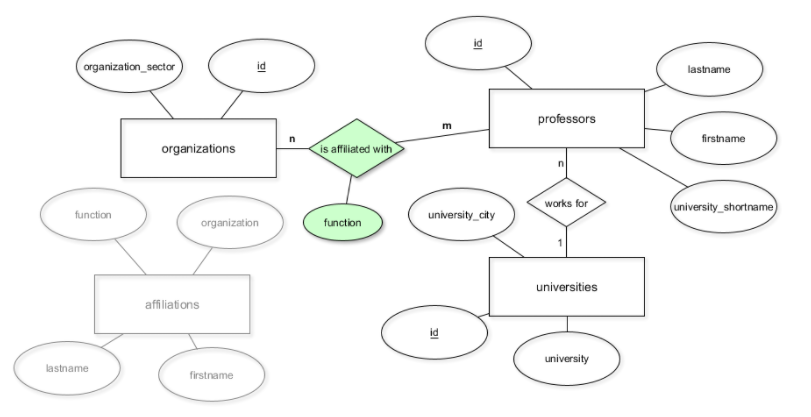 id
organization_sector
id
lastname
organizations
n
is affiliated with
m
professors
firstname
n
function
organization
function
university_city
works for
university_shortname
1
affiliations
universities
id
university
lastname
firstname